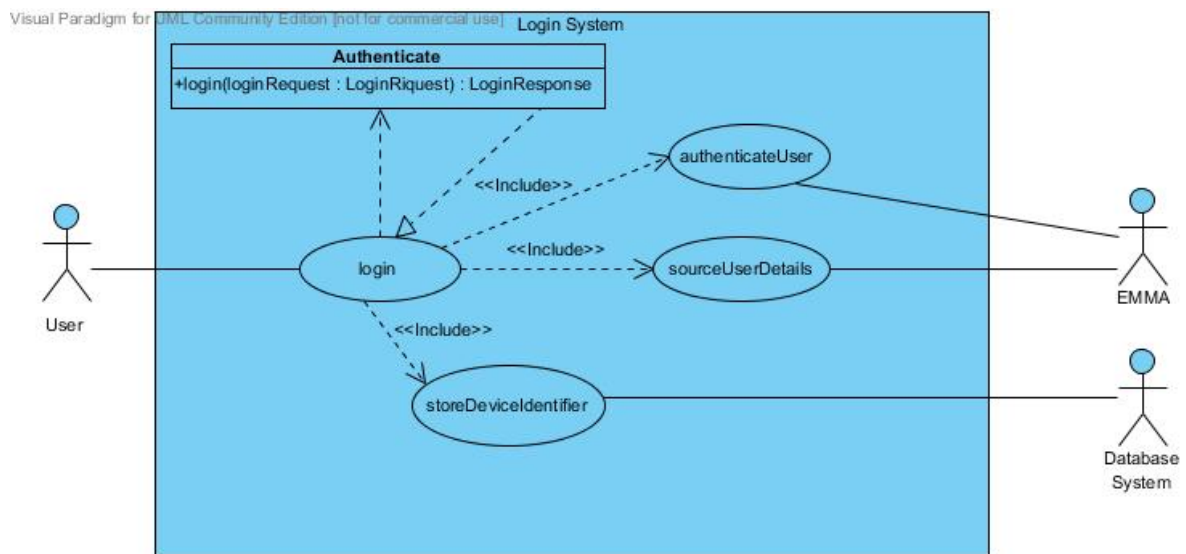 Visual Paradigm for UML Community Edition [not for commercial use]
Login System
Authenticate
+login(loginRequest : LoginRiquest) : LoginResponse
authenticateUser
<<Include>>
<<Include>>
login
sourceUserDetails
EMMA
User
<<Include>>
storeDeviceIdentifier
Database
System